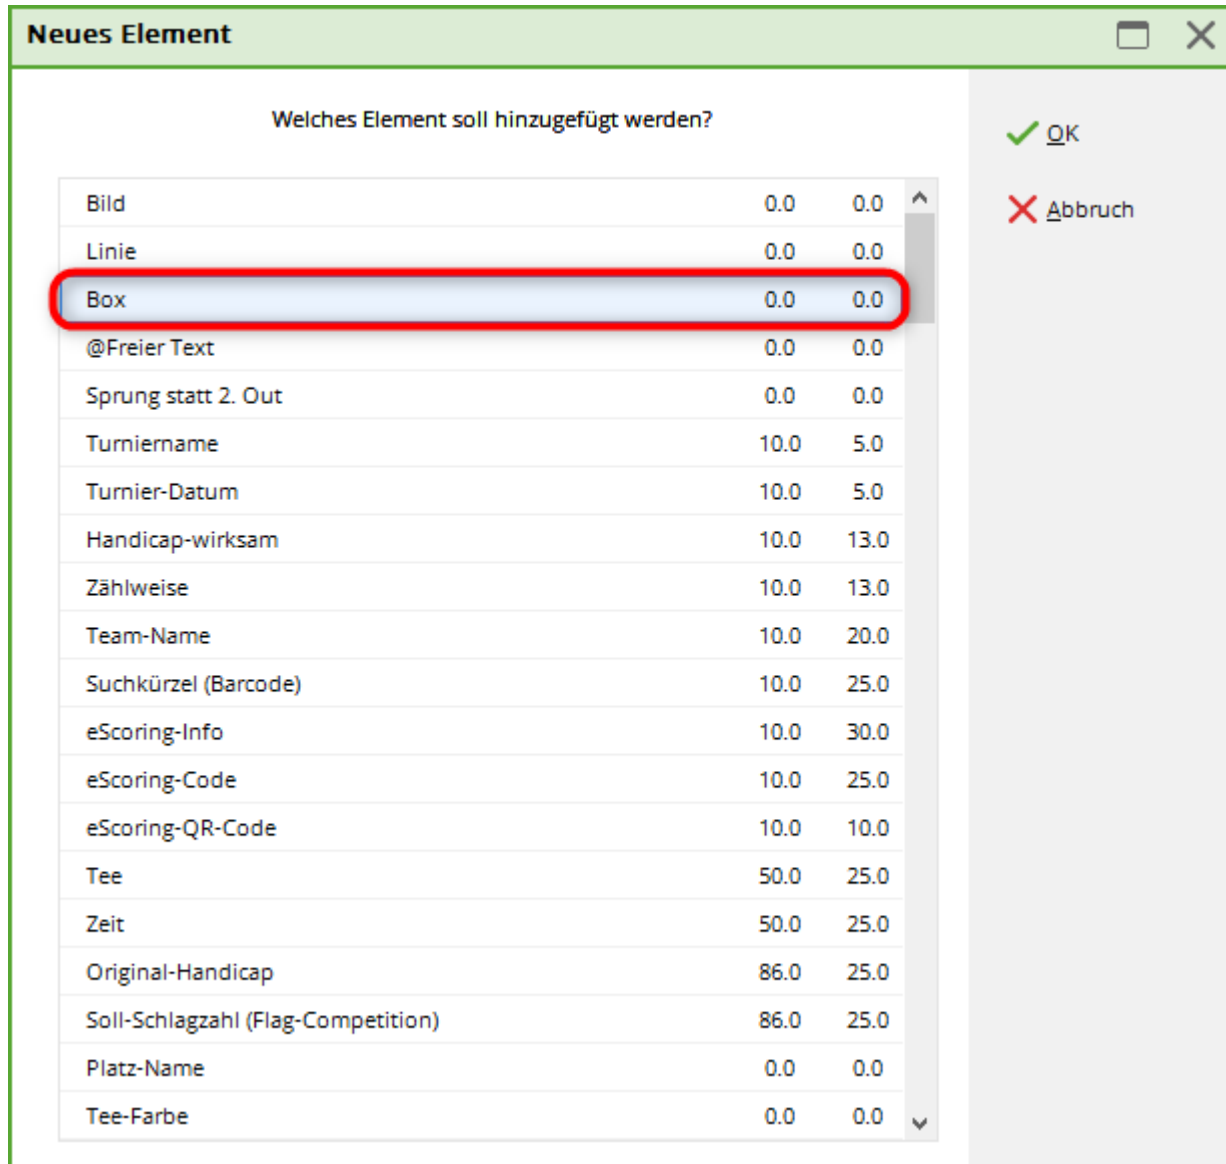 Neues Element
Welches Element soll hinzugefügt werden?
OK
Abbruch
Bild 0.0 0.0
Linie 0.0 0.0
Box 0.0 0.0
@Freier Text 0.0 0.0
Sprung statt 2. Out 0.0 0.0
Turniername 10.0 5.0
Turnier-Datum 10.0 5.0
Handicap-wirksam 10.0 13.0
Zählweise 10.0 13.0
Team-Name 10.0 20.0
Suchkürzel (Barcode) 10.0 25.0
eScoring-Info 10.0 30.0
eScoring-Code 10.0 25.0
eScoring-QR-Code 10.0 10.0
Tee 50.0 25.0
Zeit 50.0 25.0
Original-Handicap 86.0 25.0
Soll-Schlagzahl (Flag-Competition) 86.0 25.0
Platz-Name 0.0 0.0
Tee-Farbe 0.0 0.0